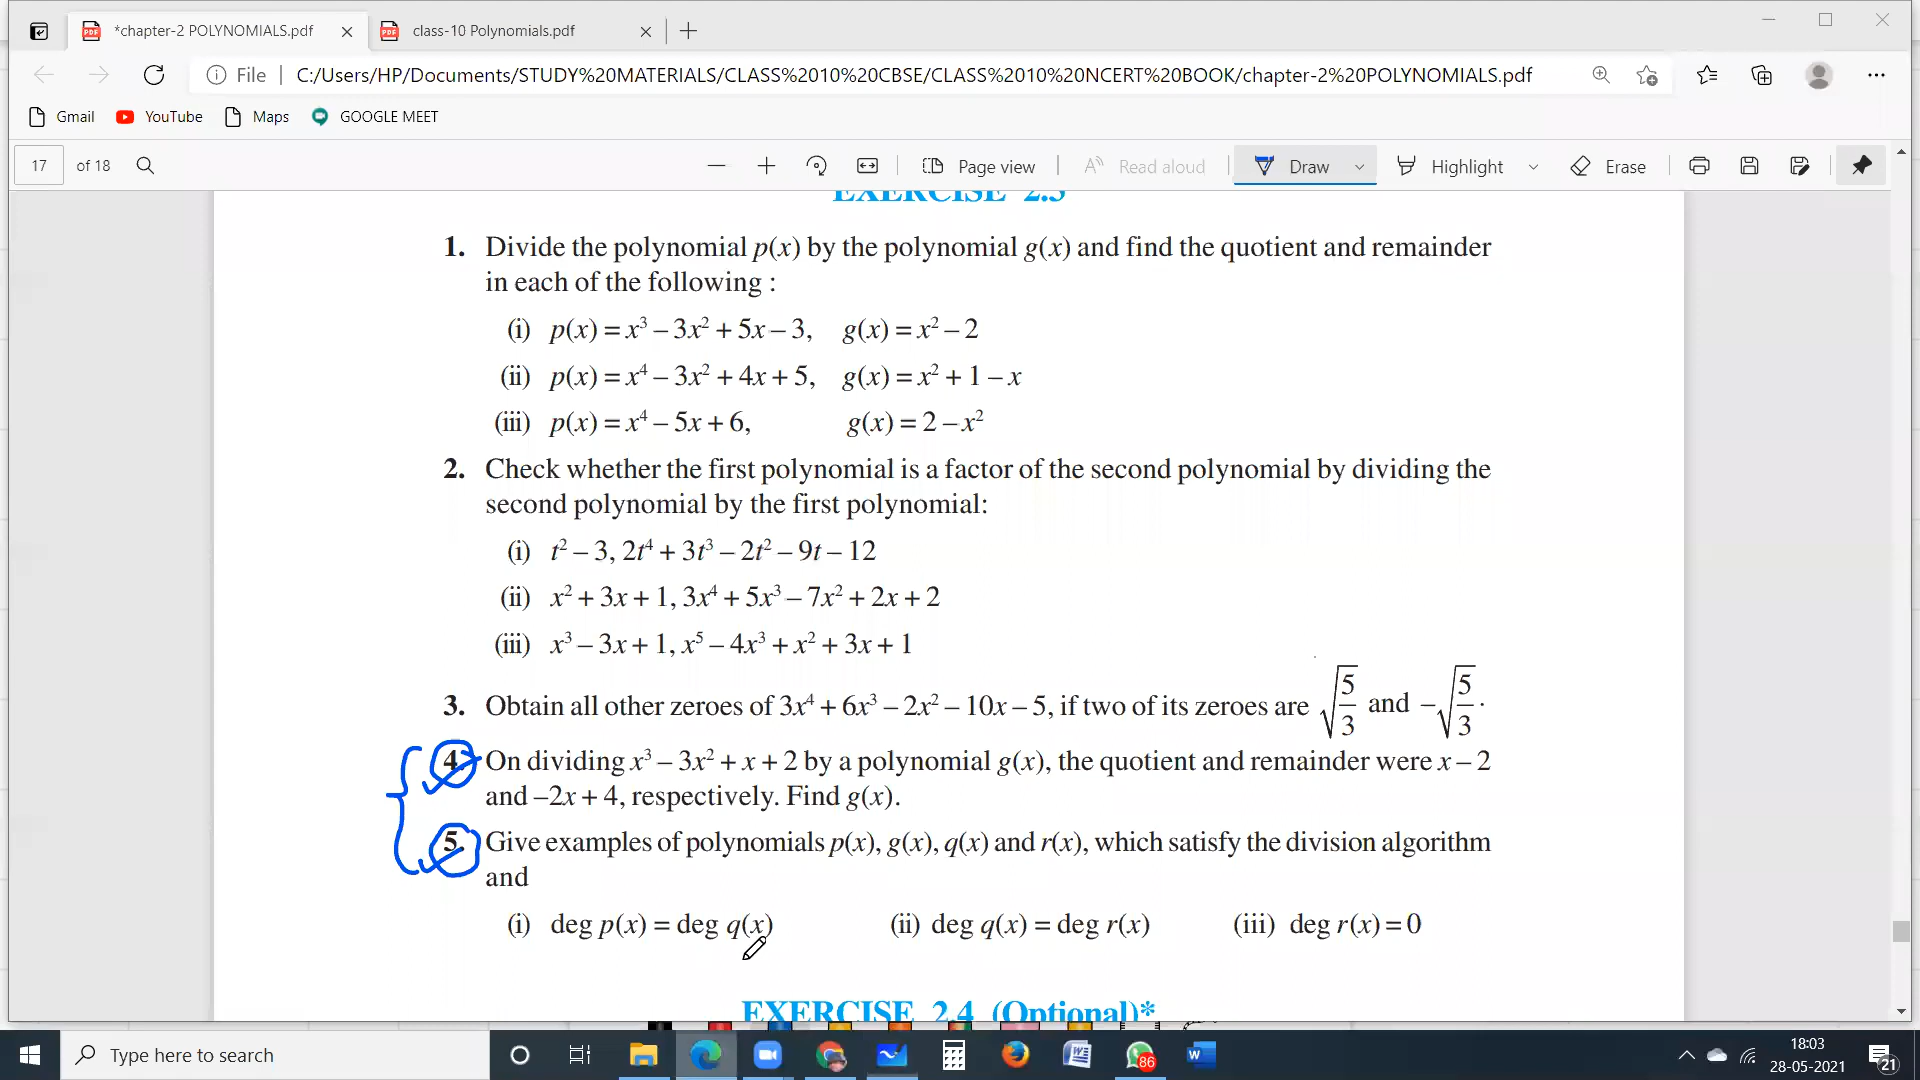 *chapter-2 POLYNOMIALS.pdf
class-10 Polynomials.pdf
File
C:/Users/HP/Documents/STUDY%20MATERIALS/CLASS%2010%20CBSE/CLASS%2010%20NCERT%20BOOK/chapter-2%20POLYNOMIALS.pdf
Gmail YouTube Maps GOOGLE MEET
17 of 18 Page view Read aloud Draw Highlight Erase
EXERCISE 2.3
1. Divide the polynomial p(x) by the polynomial g(x) and find the quotient and remainder
in each of the following :
(i) p(x) = x³ – 3x² + 5x – 3, g(x) = x² – 2
(ii) p(x) = x⁴ – 3x² + 4x + 5, g(x) = x² + 1 – x
(iii) p(x) = x⁴ – 5x + 6, g(x) = 2 – x²
2. Check whether the first polynomial is a factor of the second polynomial by dividing the
second polynomial by the first polynomial:
(i) t² – 3, 2t⁴ + 3t³ – 2t² – 9t – 12
(ii) x² + 3x + 1, 3x⁴ + 5x³ – 7x² + 2x + 2
(iii) x³ – 3x + 1, x⁵ – 4x³ + x² + 3x + 1
3. Obtain all other zeroes of 3x⁴ + 6x³ – 2x² – 10x – 5, if two of its zeroes are √(5/3) and –√(5/3).
4. On dividing x³ – 3x² + x + 2 by a polynomial g(x), the quotient and remainder were x – 2
and –2x + 4, respectively. Find g(x).
5. Give examples of polynomials p(x), g(x), q(x) and r(x), which satisfy the division algorithm
and
(i) deg p(x) = deg q(x) (ii) deg q(x) = deg r(x) (iii) deg r(x) = 0
EXERCISE 2.4 (Optional)*
Type here to search
86
18:03
28-05-2021
21